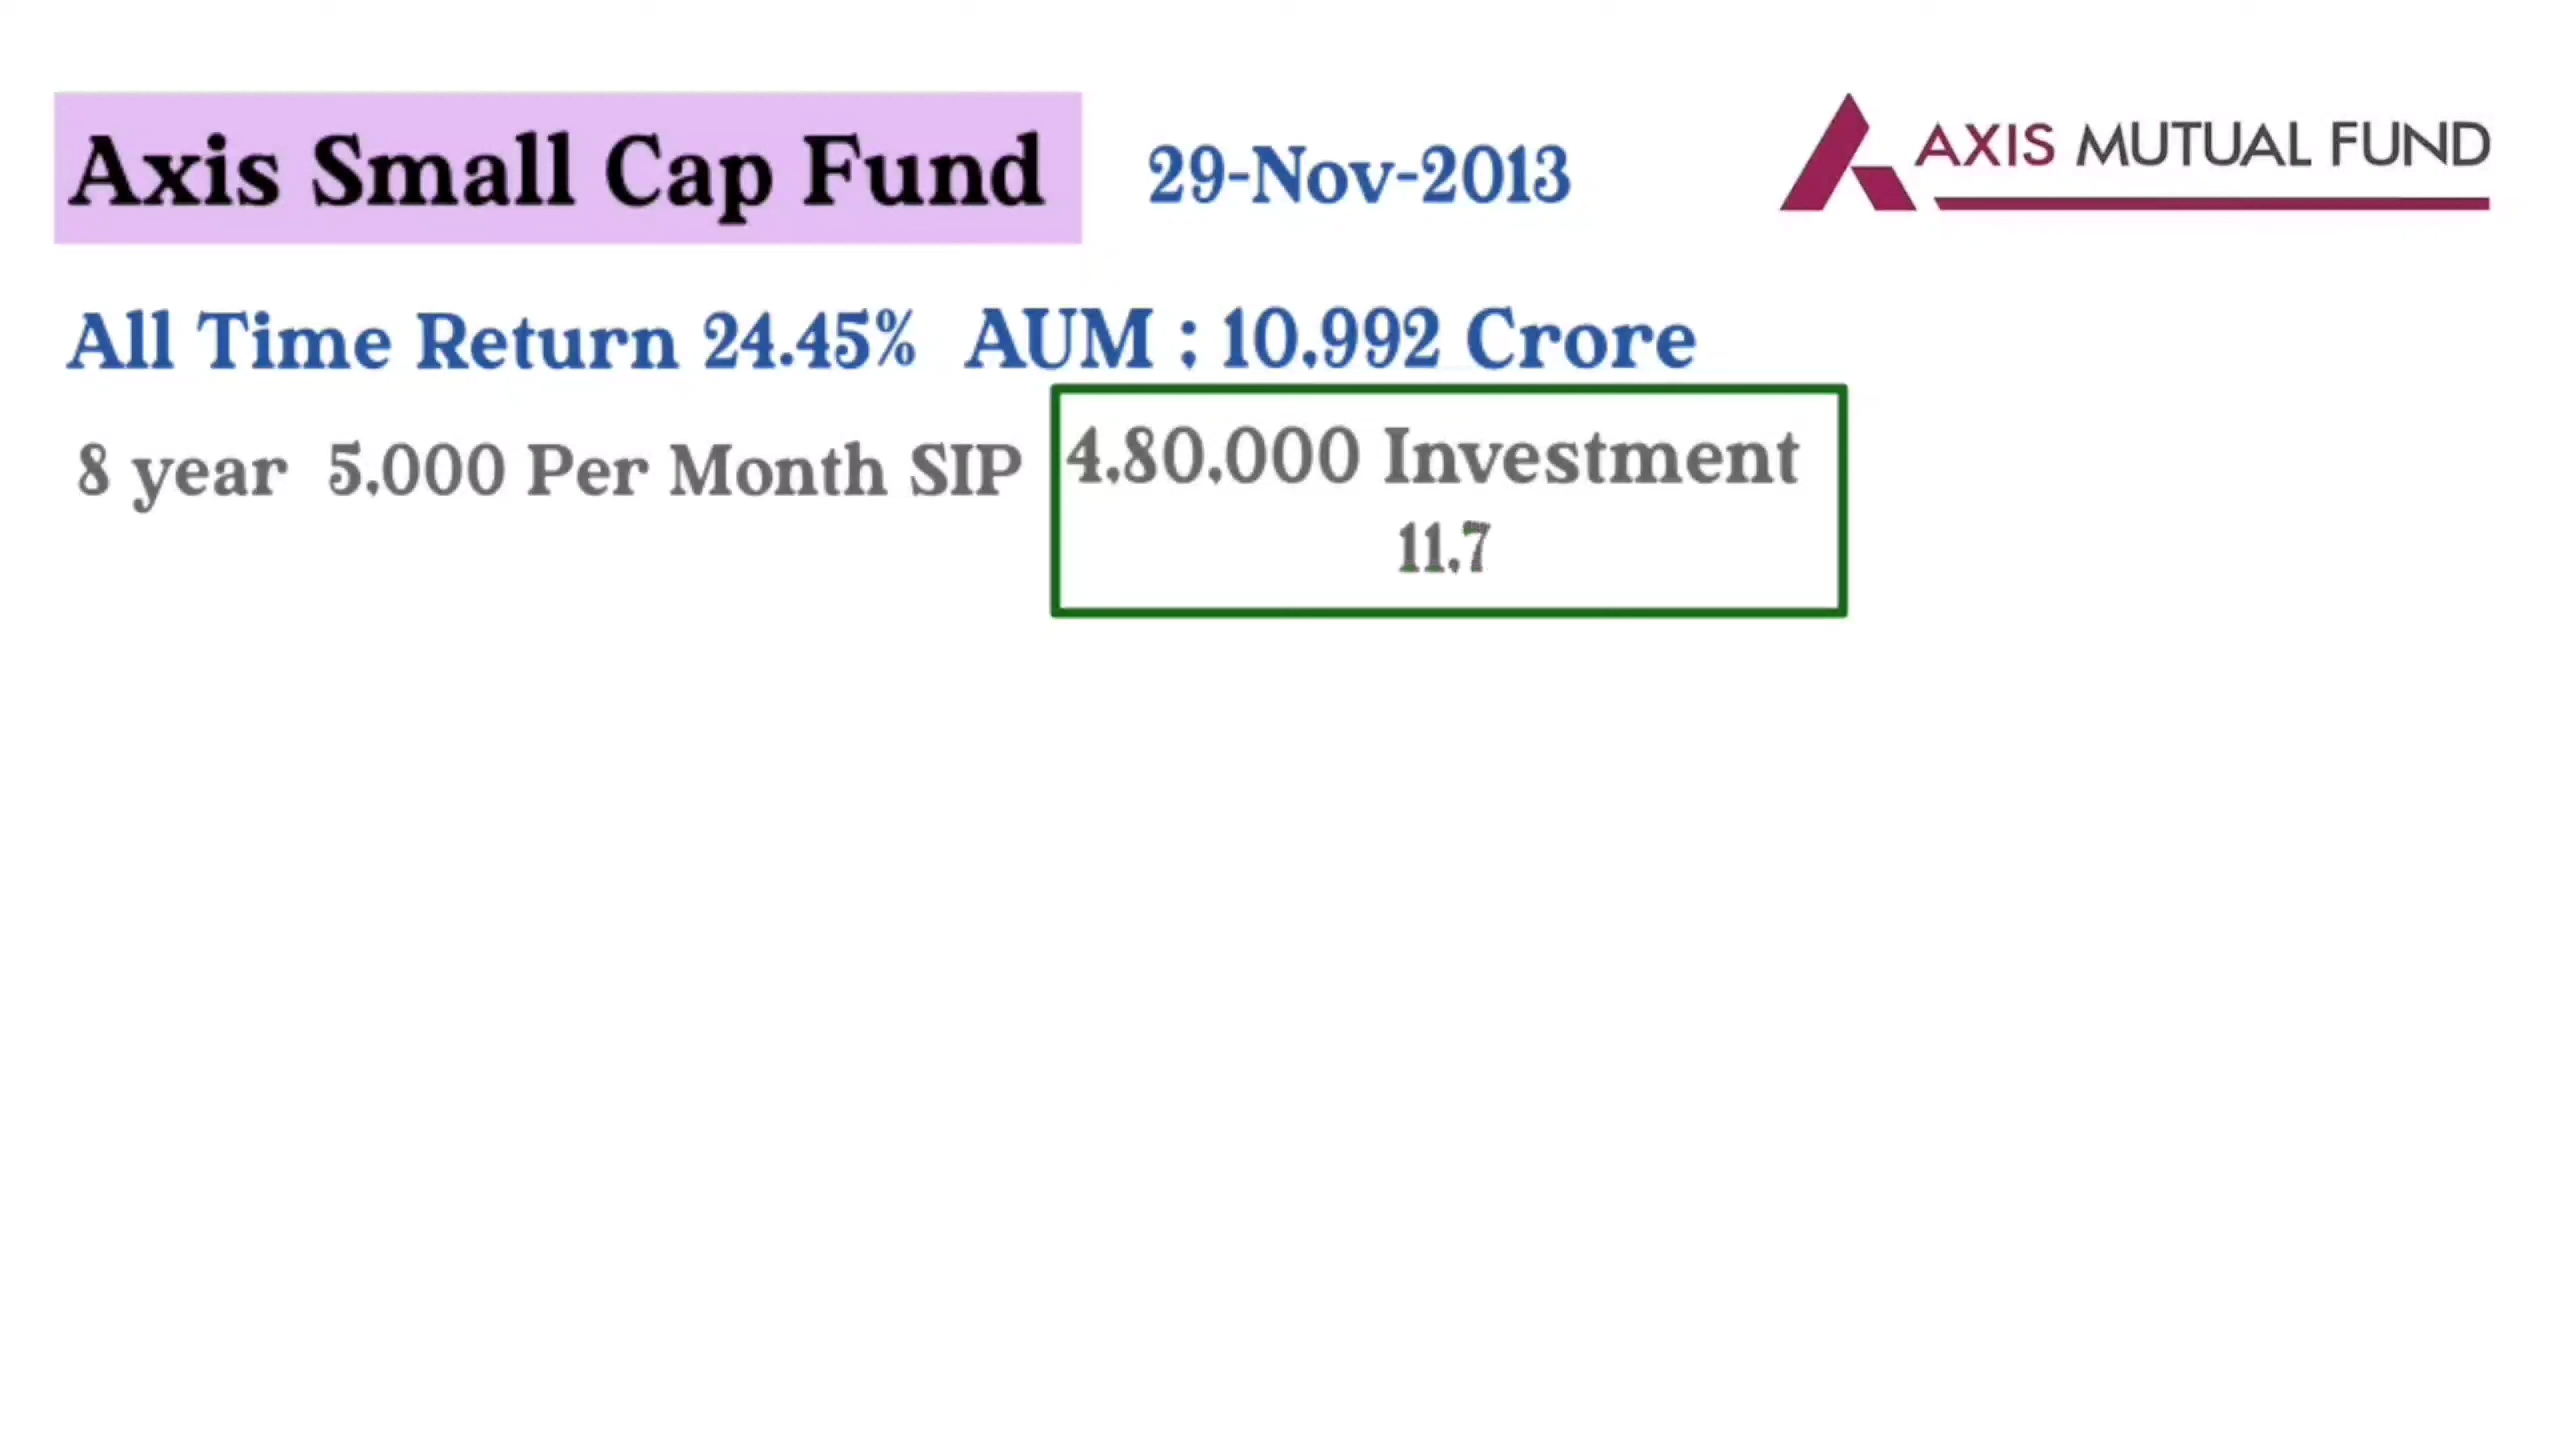 Axis Small Cap Fund 29-Nov-2013
AXIS MUTUAL FUND
All Time Return 24.45% AUM : 10,992 Crore
8 year 5,000 Per Month SIP
4,80,000 Investment
11,7